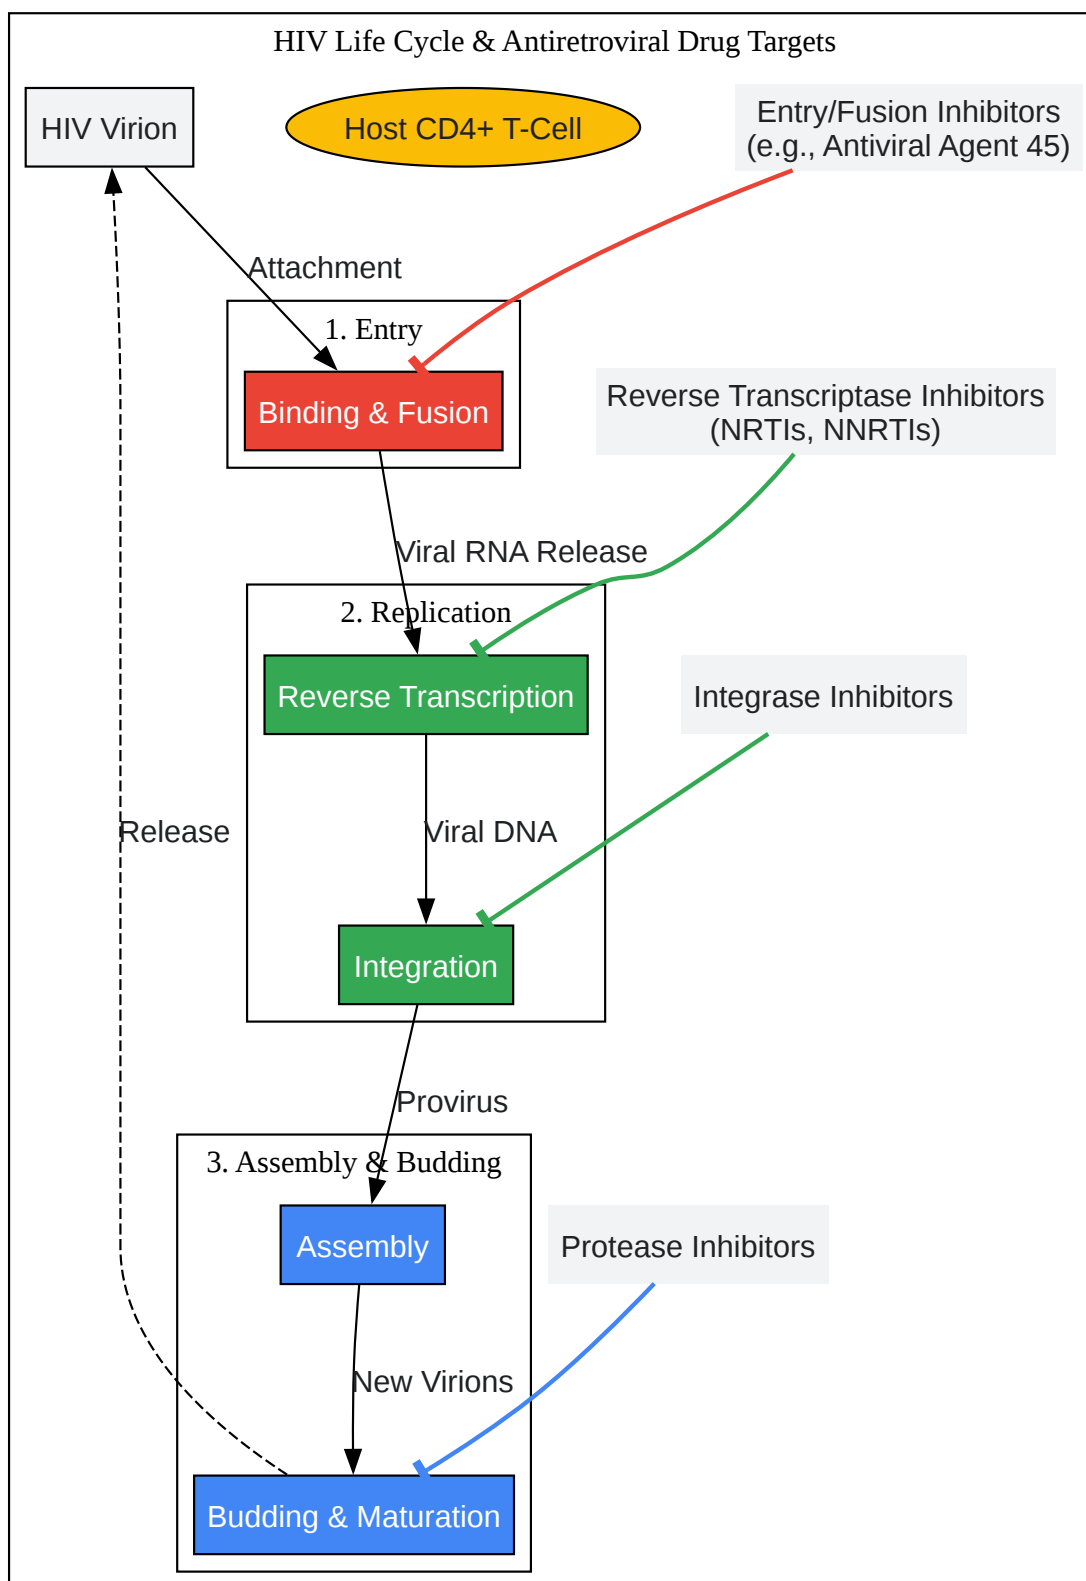 HIV Life Cycle & Antiretroviral Drug Targets
HIV Virion
Host CD4+ T-Cell
Entry/Fusion Inhibitors
(e.g., Antiviral Agent 45)
Attachment
1. Entry
Binding & Fusion
Reverse Transcriptase Inhibitors
(NRTIs, NNRTIs)
Viral RNA Release
2. Replication
Reverse Transcription
Integrase Inhibitors
Release
Viral DNA
Integration
Provirus
3. Assembly & Budding
Assembly
Protease Inhibitors
New Virions
Budding & Maturation